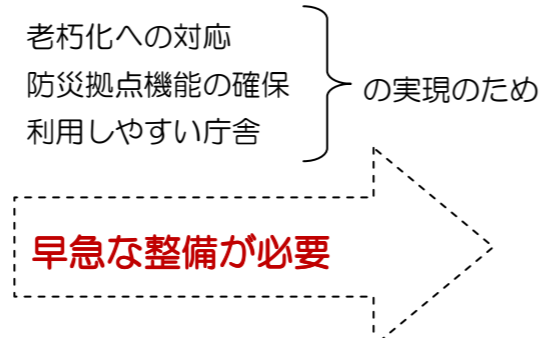 老朽化への対応
防災拠点機能の確保
利用しやすい庁舎
の実現のため
早急な整備が必要